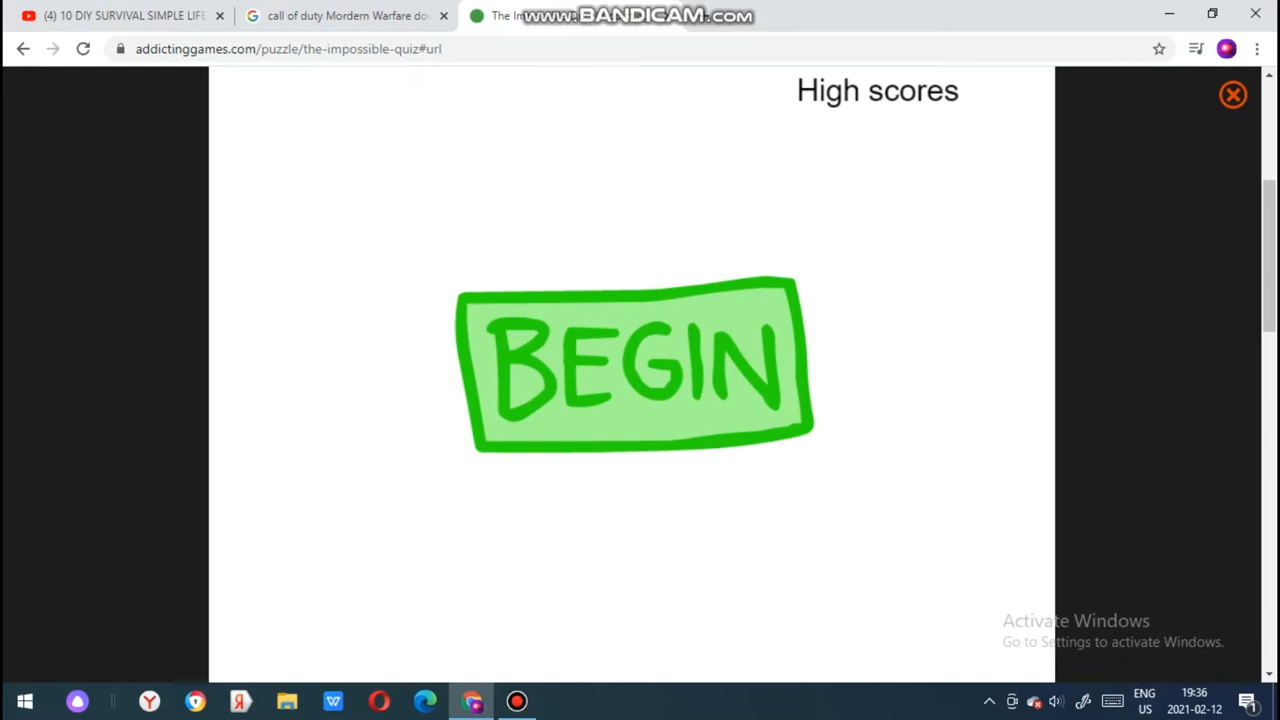 (4) 10 DIY SURVIVAL SIMPLE LIFE
call of duty Mordern Warfare do
The Im
www.BANDICAM.com
addictinggames.com/puzzle/the-impossible-quiz#url
High scores
BEGIN
Activate Windows
Go to Settings to activate Windows.
ENG
US
19:36
2021-02-12
1